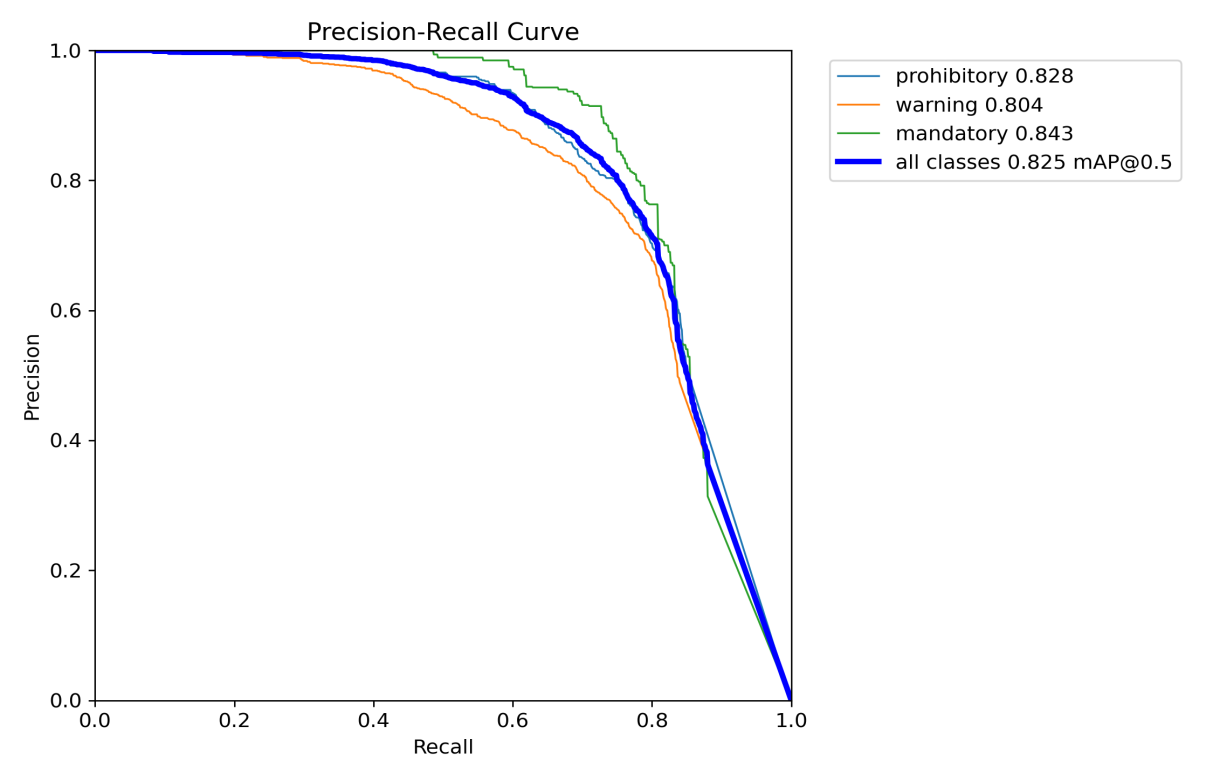 Precision-Recall Curve
prohibitory 0.828
warning 0.804
mandatory 0.843
all classes 0.825 mAP@0.5
1.0
0.8
0.6
0.4
0.2
0.0
Precision
0.0 0.2 0.4 0.6 0.8 1.0
Recall